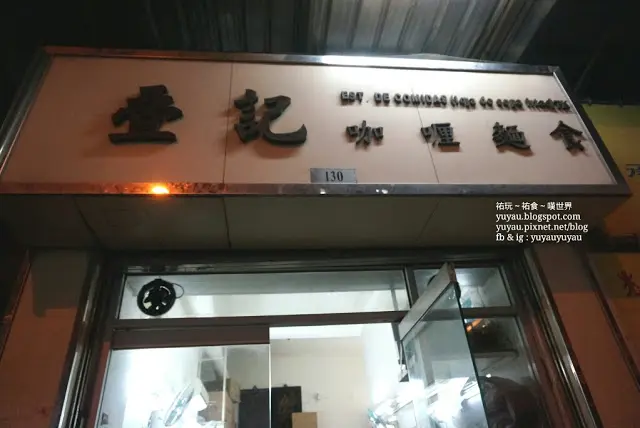 壹記
EST. DE COMIDAS
咖喱麵食
130
祐玩~祐食~嘆世界
yuyau.blogspot.com
yuyau.pixnet.net/blog
fb & ig : yuyauyuyau